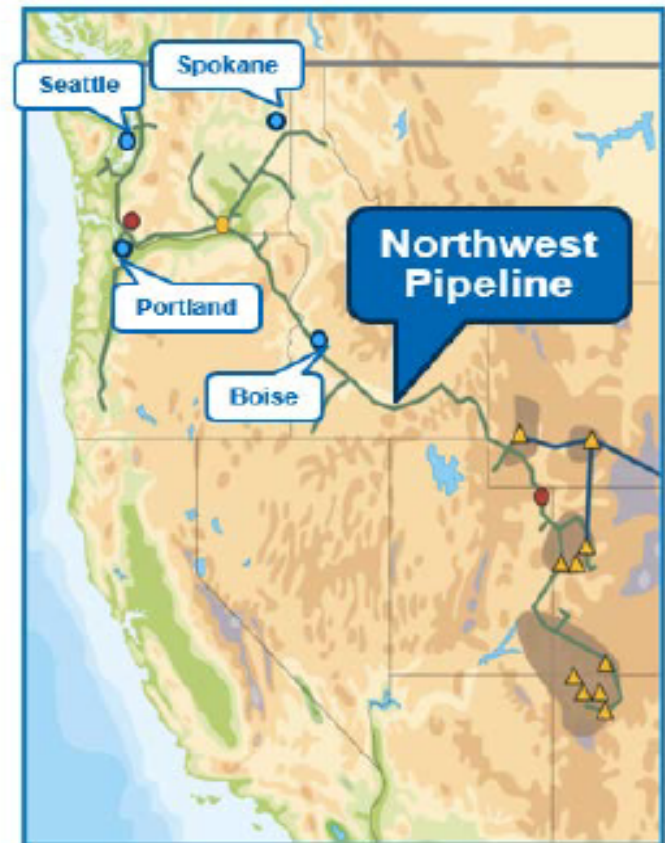 Spokane
Seattle
Northwest
Pipeline
Portland
Boise